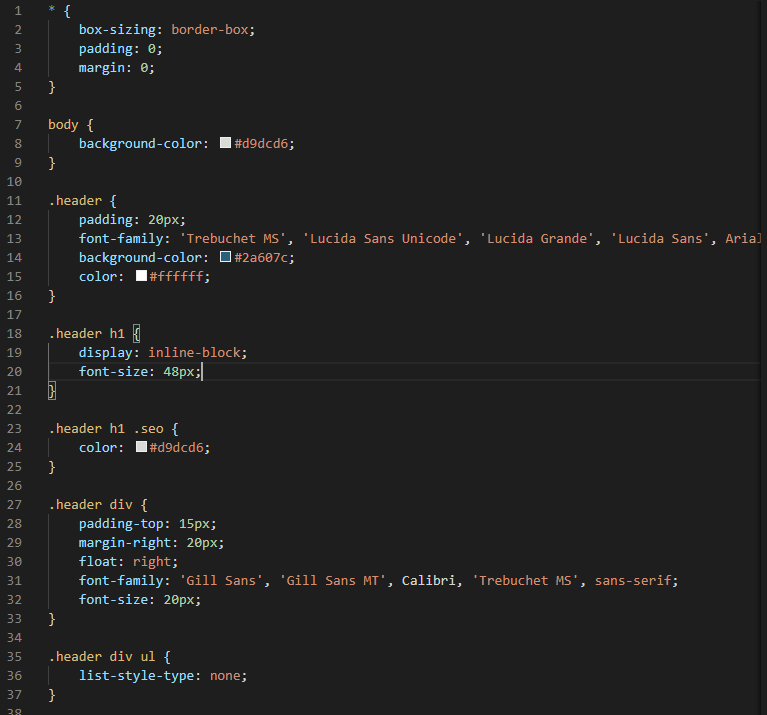 1 * {
2     box-sizing: border-box;
3     padding: 0;
4     margin: 0;
5 }
6
7 body {
8     background-color: #d9dcd6;
9 }
10
11 .header {
12     padding: 20px;
13     font-family: 'Trebuchet MS', 'Lucida Sans Unicode', 'Lucida Grande', 'Lucida Sans', Arial
14     background-color: #2a607c;
15     color: #ffffff;
16 }
17
18 .header h1 {
19     display: inline-block;
20     font-size: 48px;
21 }
22
23 .header h1 .seo {
24     color: #d9dcd6;
25 }
26
27 .header div {
28     padding-top: 15px;
29     margin-right: 20px;
30     float: right;
31     font-family: 'Gill Sans', 'Gill Sans MT', Calibri, 'Trebuchet MS', sans-serif;
32     font-size: 20px;
33 }
34
35 .header div ul {
36     list-style-type: none;
37 }
38